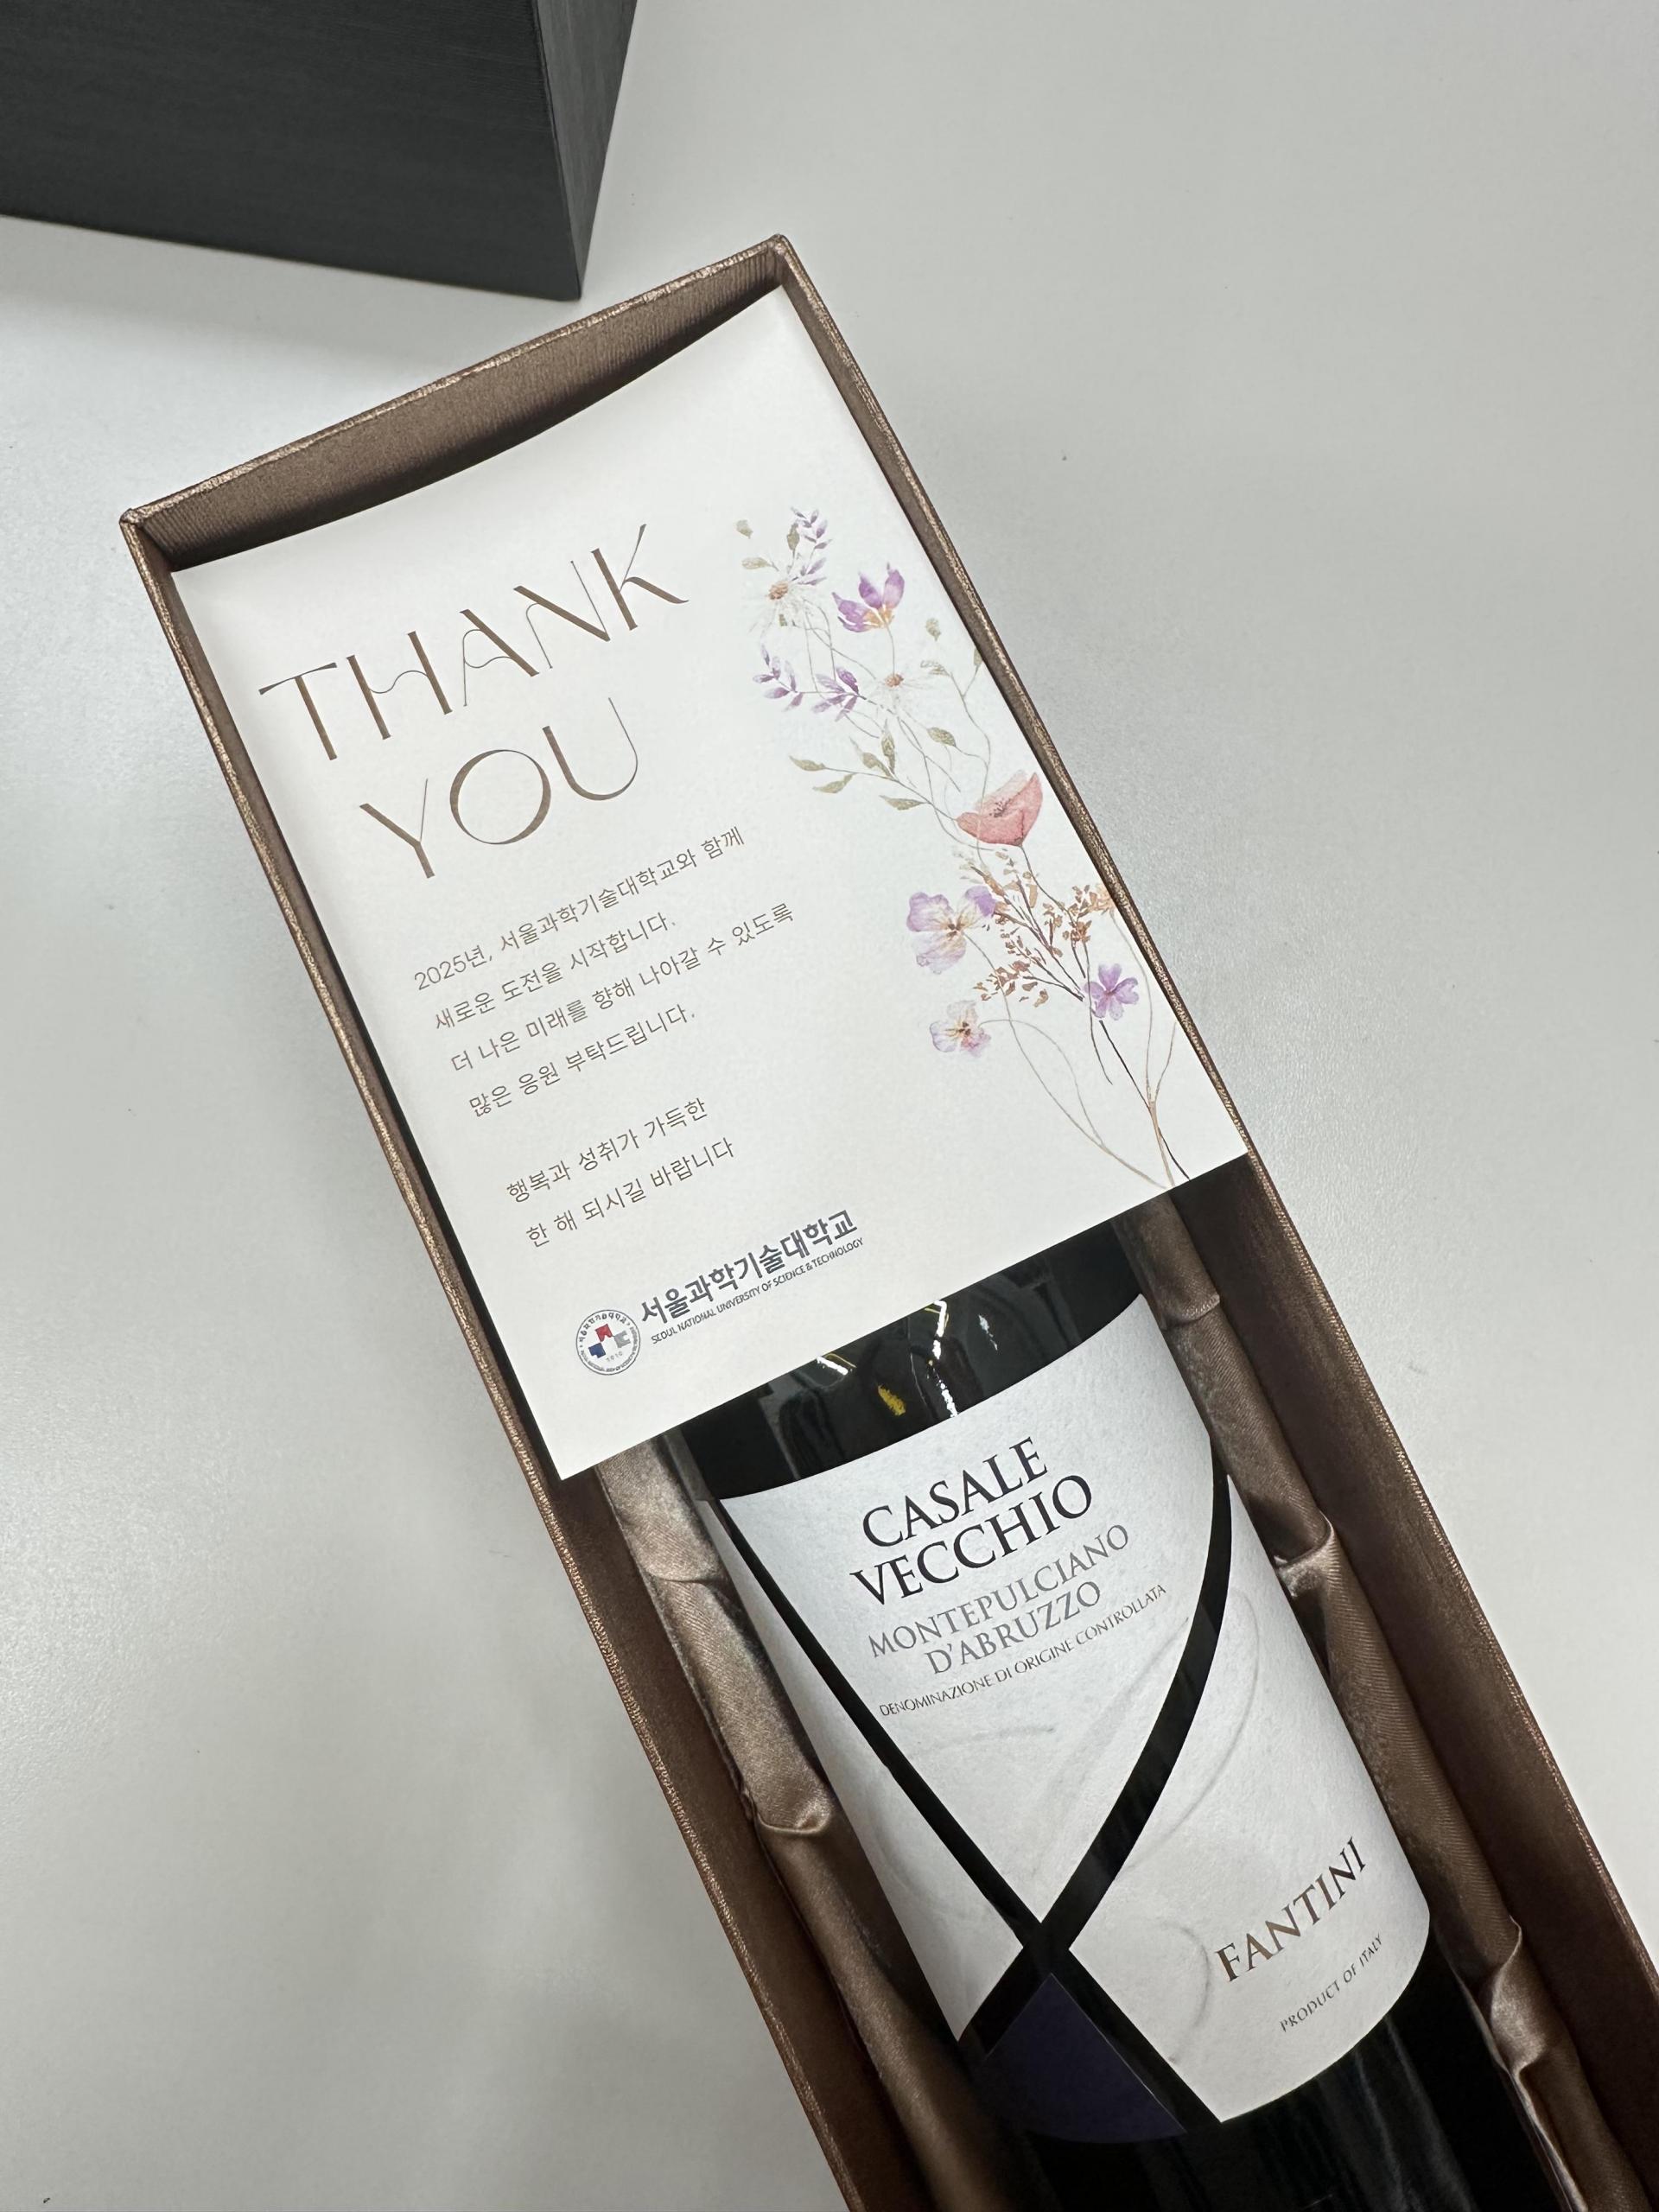 THANK
YOU
2025년, 서울과학기술대학교와 함께
새로운 도전을 시작합니다.
더 나은 미래를 향해 나아갈 수 있도록
많은 응원 부탁드립니다.
행복과 성취가 가득한
한 해 되시길 바랍니다
서울과학기술대학교
SEOUL NATIONAL UNIVERSITY OF SCIENCE & TECHNOLOGY
CASALE
VECCHIO
MONTEPULCIANO
D'ABRUZZO
DENOMINAZIONE DI ORIGINE CONTROLLATA
FANTINI
PRODUCT OF ITALY